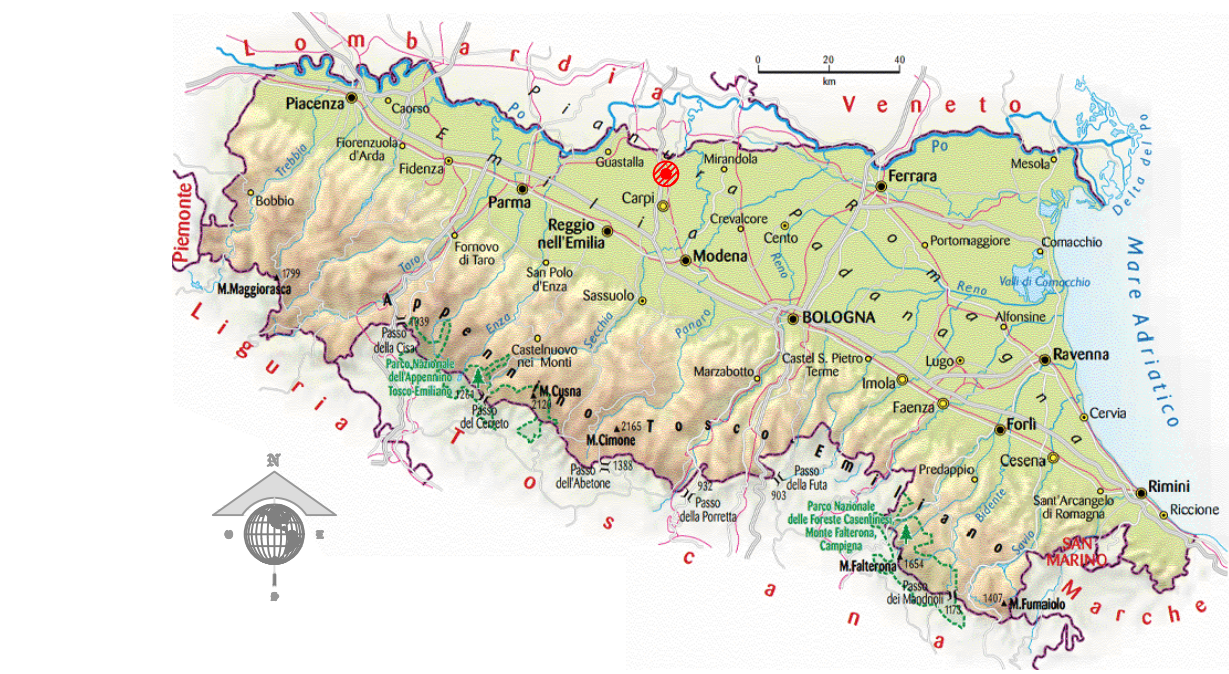 Lombardia
0 20 40
km
Veneto
Piacenza
Caorso
Po
Pianura Padana
Emilia Romagna
Po
Delta del Po
Trebbia
Fiorenzuola
d'Arda
Fidenza
Guastalla
Mirandola
Mesola
Ferrara
Piemonte
Bobbio
Parma
Carpi
Crevalcore
Cento
Reggio
nell'Emilia
Portomaggiore
Comacchio
Fornovo
di Taro
Taro
Modena
Reno
San Polo
d'Enza
1799
M.Maggiorasca
Valli di Comacchio
Reno
Mare Adriatico
Sassuolo
Liguria
Appennino Tosco Emiliano
Enza
Secchia
Panaro
BOLOGNA
Alfonsine
1039
Passo
della Cisa
Castelnuovo
nei Monti
Castel S. Pietro
Terme
Lugo
Ravenna
Parco Nazionale
dell'Appennino
Tosco-Emiliano
Marzabotto
Imola
1261
M.Cusna
2120
Passo
del Cerreto
Faenza
Cervia
2165
M.Cimone
Forlì
Toscana
Cesena
Passo
dell'Abetone
1388
Passo
della Futa
903
Predappio
932
Passo
della Porretta
Rimini
Sant'Arcangelo
di Romagna
Riccione
Bidente
Parco Nazionale
delle Foreste Casentinesi,
Monte Falterona,
Campigna
Savio
SAN
MARINO
M.Falterona
1654
Passo
dei Mandrioli
1173
1407
M.Fumaiolo
Marche
N
O
E
S